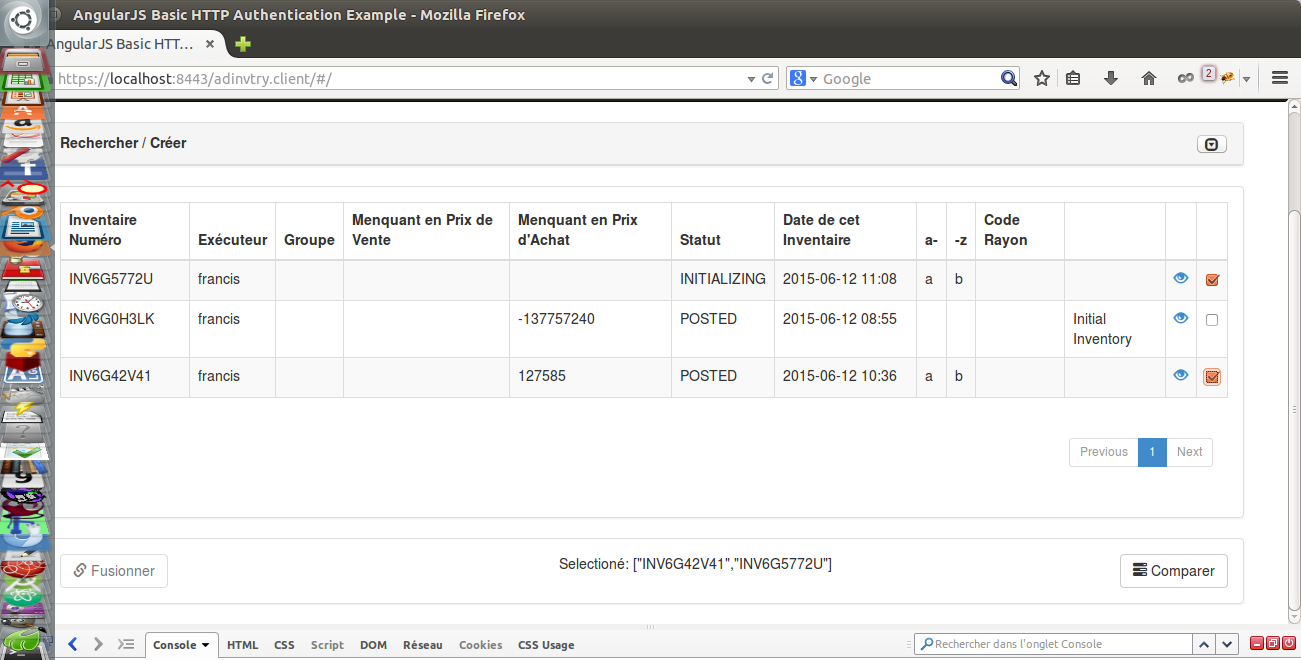 AngularJS Basic HTTP Authentication Example - Mozilla Firefox
AngularJS Basic HTT...
https://localhost:8443/adinvtry.client/#/
Google
2
Rechercher / Créer
Inventaire Numéro
Exécuteur
Groupe
Menquant en Prix de Vente
Menquant en Prix d'Achat
Statut
Date de cet Inventaire
a-
-z
Code Rayon
INV6G5772U francis INITIALIZING 2015-06-12 11:08 a b
INV6G0H3LK francis -137757240 POSTED 2015-06-12 08:55 Initial Inventory
INV6G42V41 francis 127585 POSTED 2015-06-12 10:36 a b
Previous 1 Next
Fusionner
Selectioné: ["INV6G42V41","INV6G5772U"]
Comparer
Console HTML CSS Script DOM Réseau Cookies CSS Usage
Rechercher dans l'onglet Console